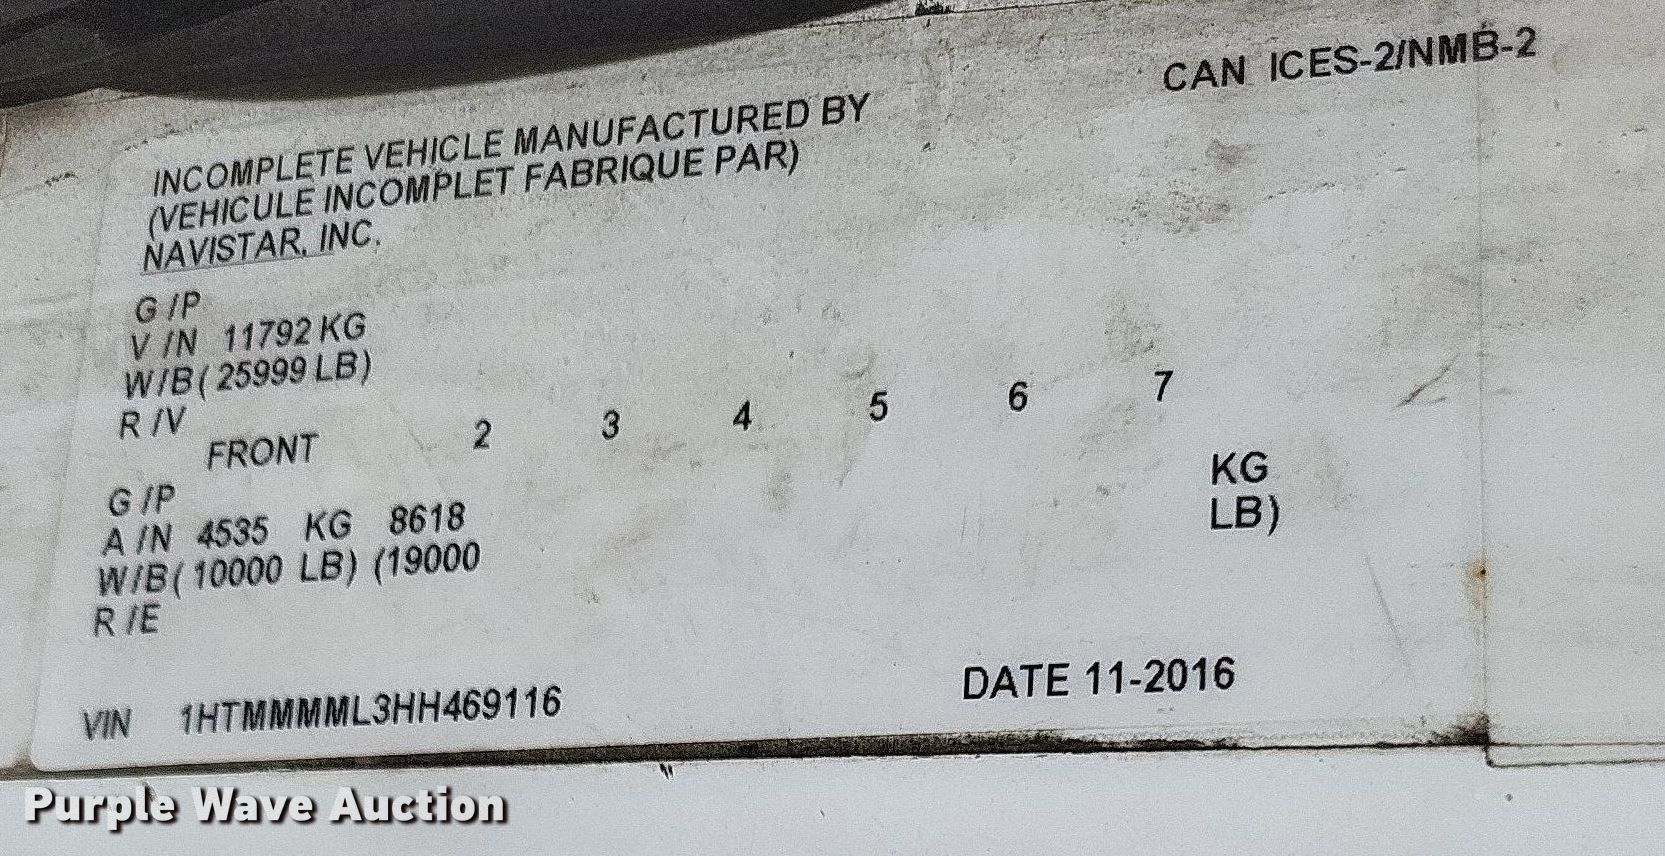 CAN ICES-2/NMB-2
INCOMPLETE VEHICLE MANUFACTURED BY
(VEHICULE INCOMPLET FABRIQUE PAR)
NAVISTAR, INC.
G /P
V /N 11792 KG
W/B( 25999 LB)
R /V
FRONT 2 3 4 5 6 7
G /P
A /N 4535 KG 8618 KG
W/B( 10000 LB) (19000 LB)
R /E
VIN 1HTMMMML3HH469116
DATE 11-2016
Purple Wave Auction